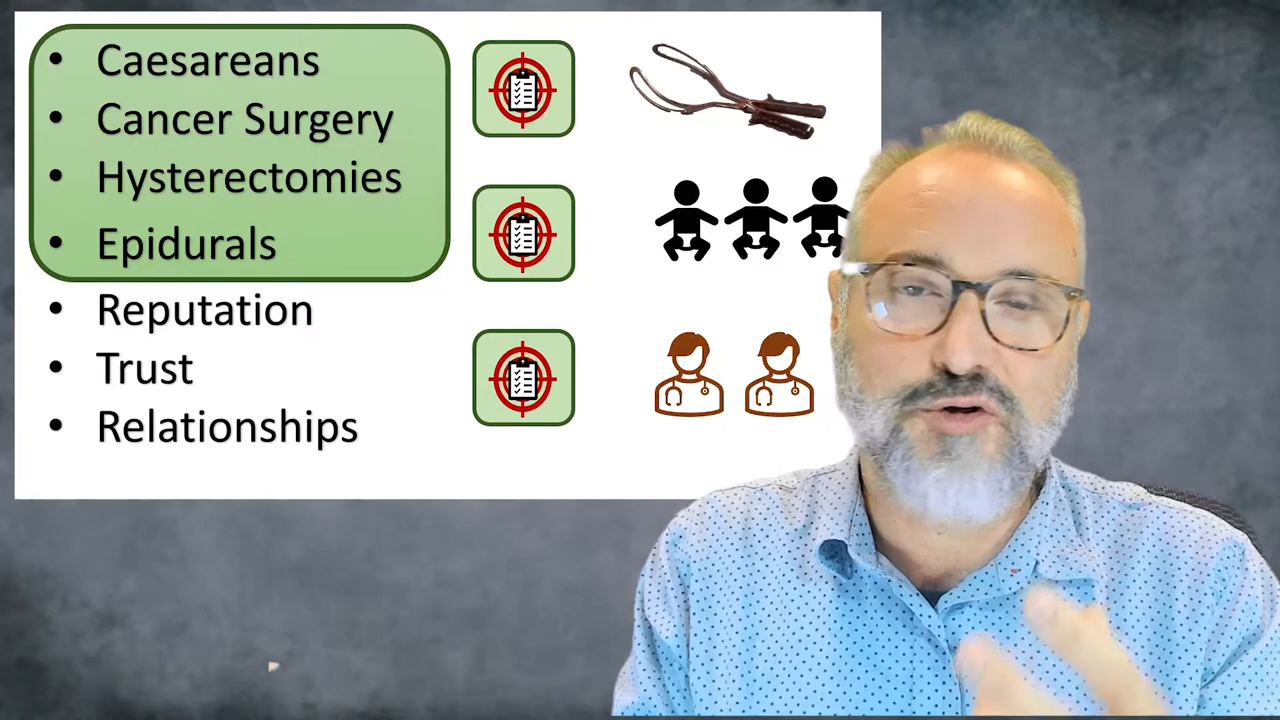 • Caesareans
• Cancer Surgery
• Hysterectomies
• Epidurals
• Reputation
• Trust
• Relationships